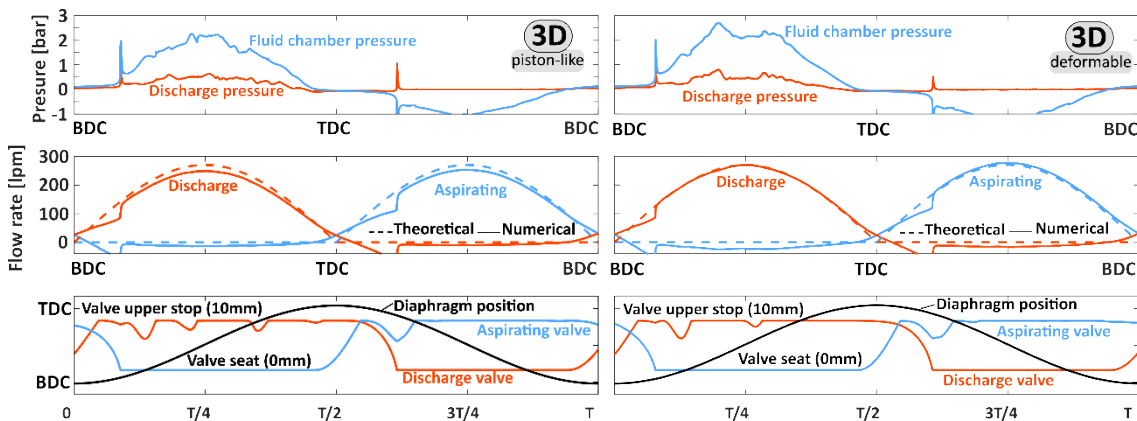 Presure [bar]
3
2
1
0
-1
Fluid chamber pressure
Discharge pressure
3D
piston-like
BDC
TDC
BDC
Fluid chamber pressure
Discharge pressure
3D
deformable
BDC
TDC
BDC
Flow rate [lpm]
300
200
100
0
Discharge
Aspirating
Theoretical
Numerical
BDC
TDC
BDC
Discharge
Aspirating
Theoretical
Numerical
BDC
TDC
BDC
TDC
BDC
Valve upper stop (10mm)
Diaphragm position
Aspirating valve
Valve seat (0mm)
Discharge valve
0
T/4
T/2
3T/4
T
Valve upper stop (10mm)
Diaphragm position
Aspirating valve
Valve seat (0mm)
Discharge valve
T/4
T/2
3T/4
T